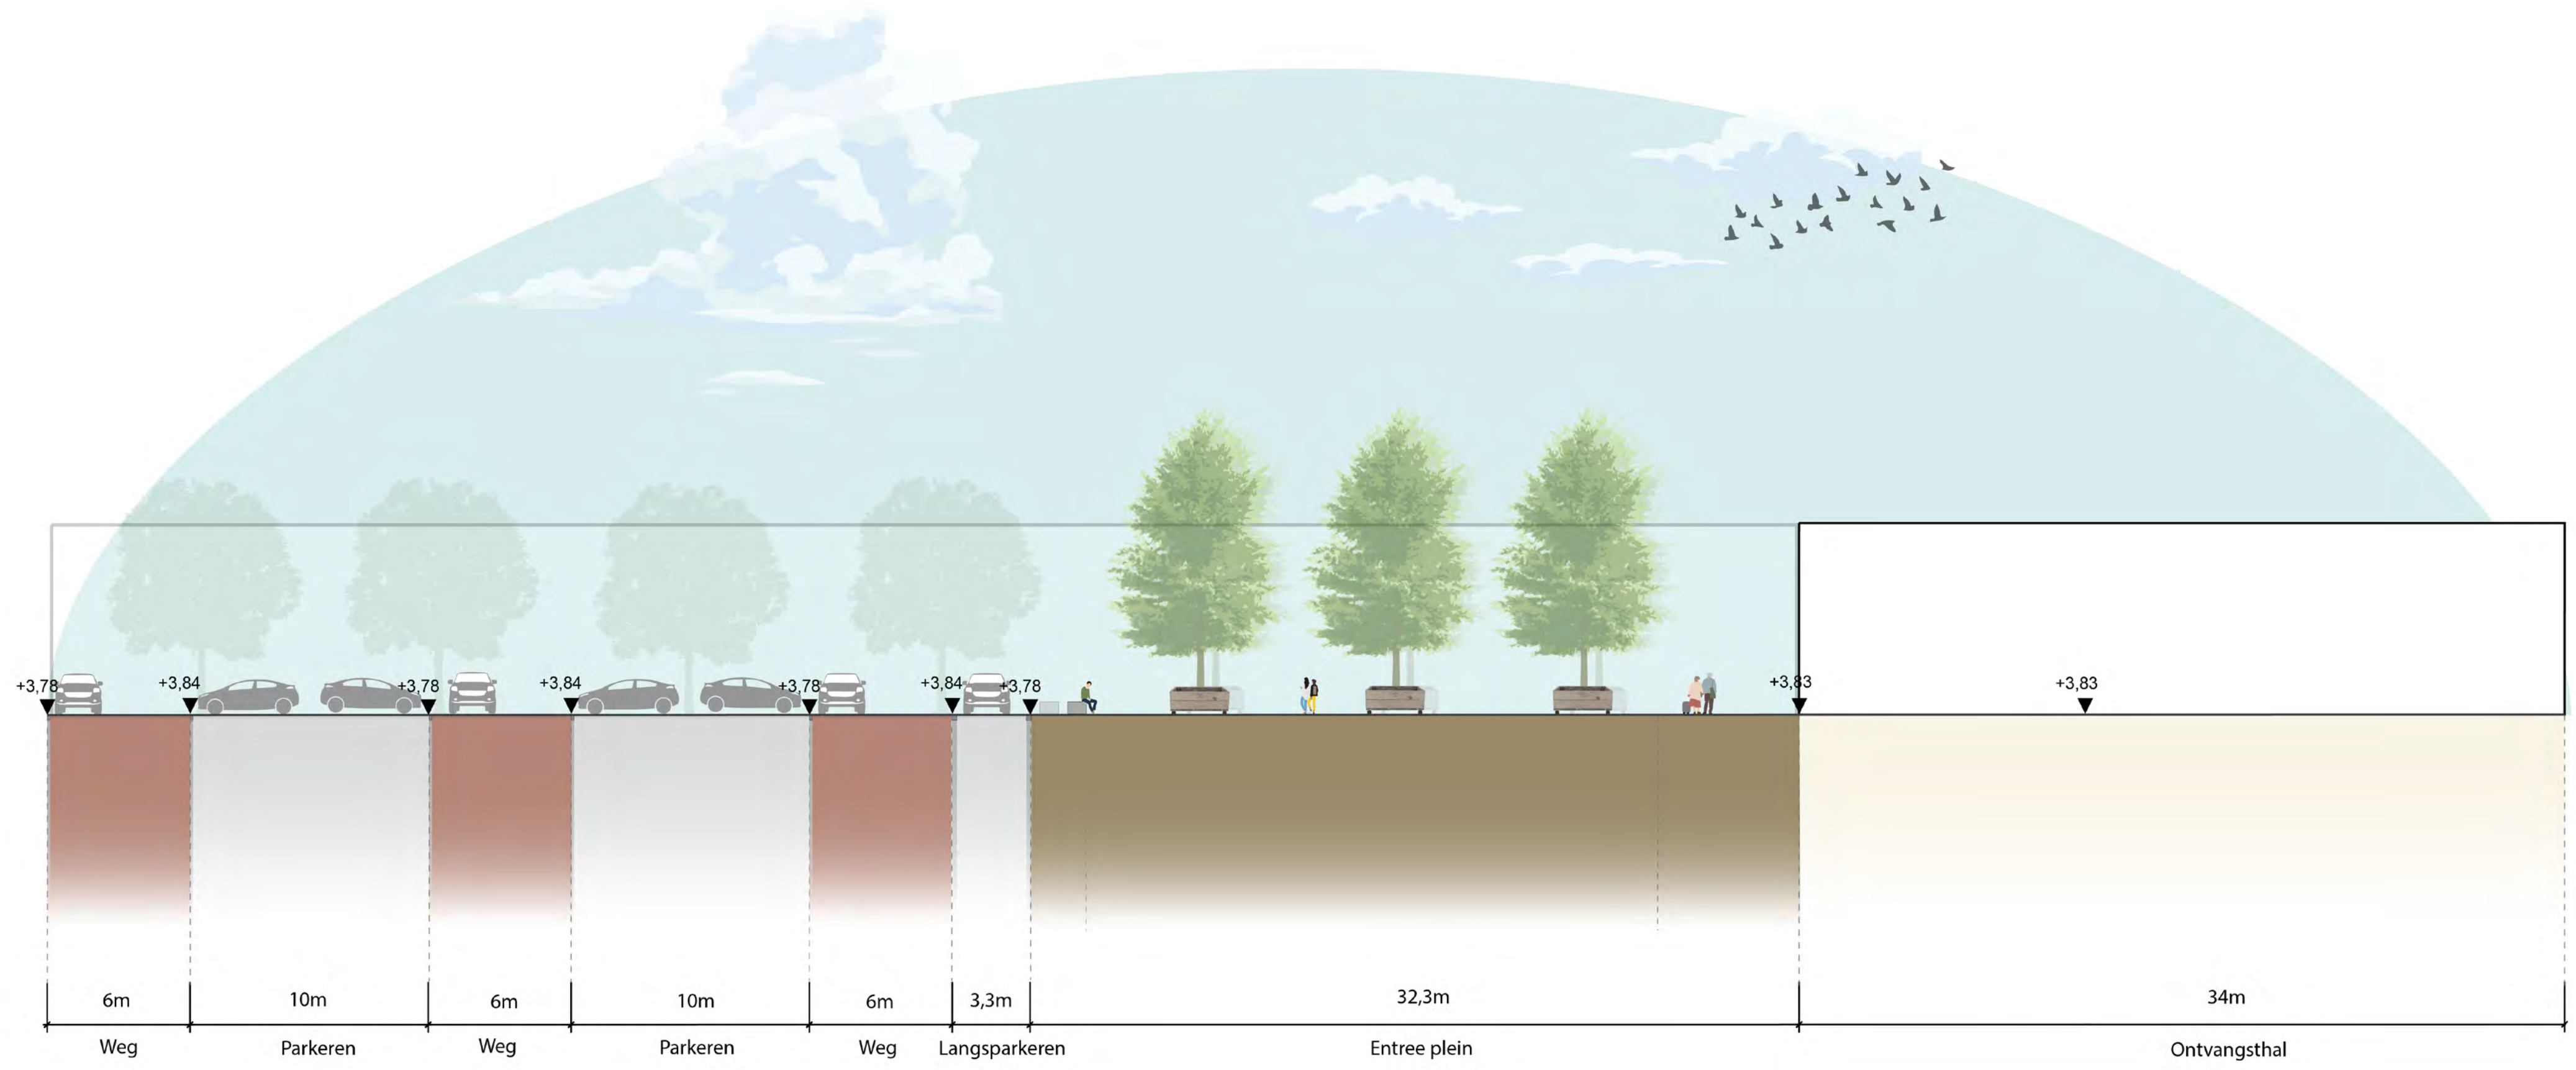 +3,78
+3,84
+3,78
+3,84
+3,78
+3,84
+3,78
+3,83
+3,83
6m
10m
6m
10m
6m
3,3m
32,3m
34m
Weg
Parkeren
Weg
Parkeren
Weg
Langsparkeren
Entree plein
Ontvangsthal